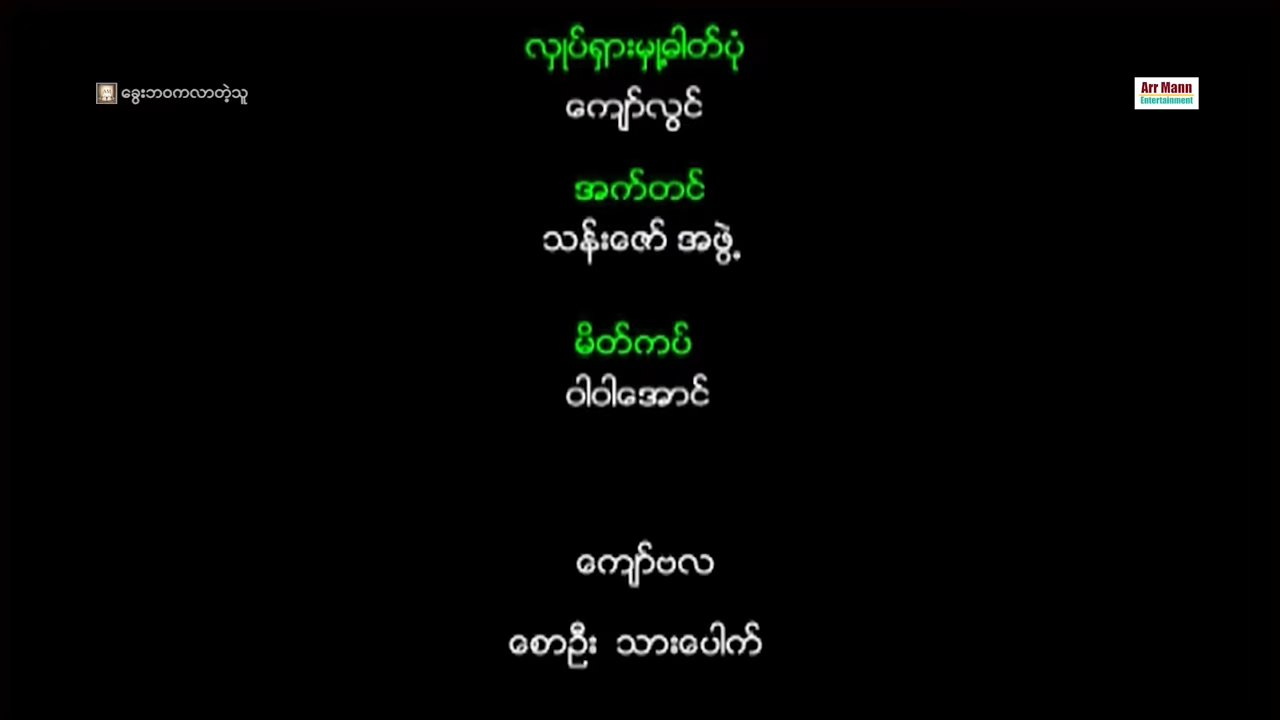 လှုပ်ရှားမှု့ဓါတ်ပုံ
ခွေးဘဝကလာတဲ့သူ
Arr Mann
Entertainment
ကျော်လွင်
အက်တင်
သန်းဇော် အဖွဲ့
မိတ်ကပ်
ဝါဝါအောင်
ကျော်ဗလ
စောဦး သားပေါက်